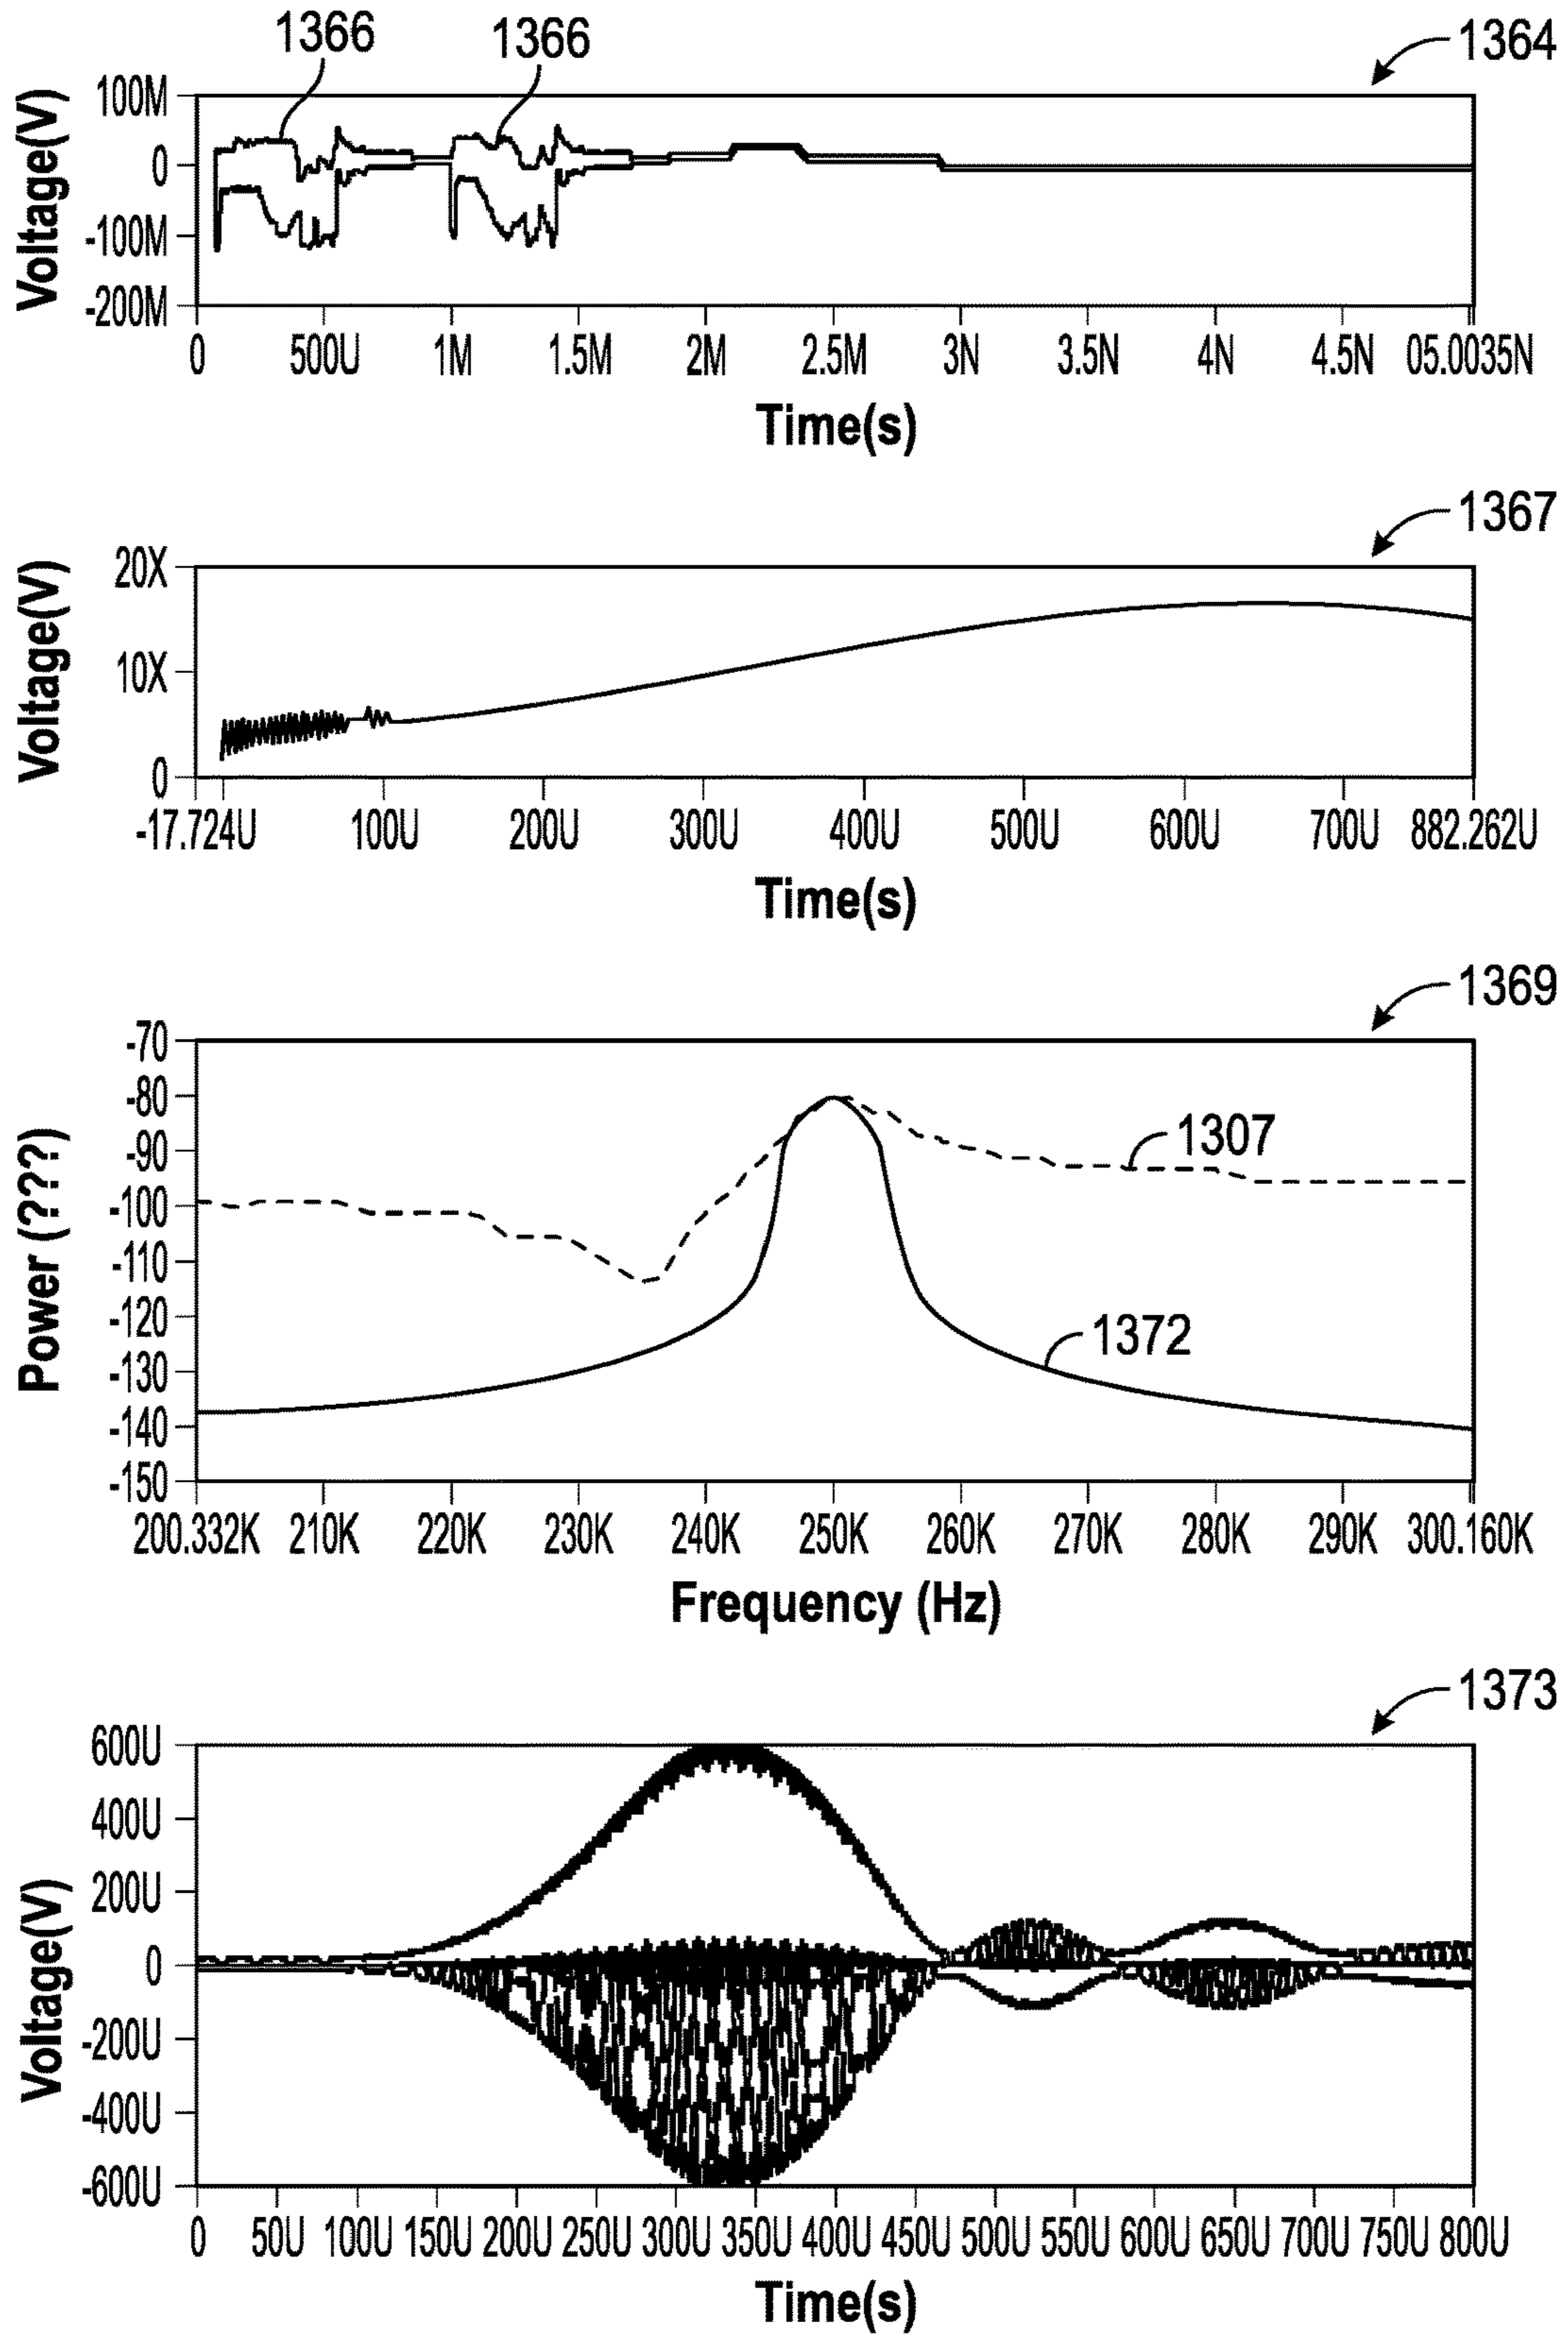 1366 1366 1364
Voltage(V)
100M
0
-100M
-200M
0 500U 1M 1.5M 2M 2.5M 3N 3.5N 4N 4.5N 05.0035N
Time(s)
1367
Voltage(V)
20X
10X
0
-17.724U 100U 200U 300U 400U 500U 600U 700U 882.262U
Time(s)
1369
Power (???)
-70
-80
-90
-100
-110
-120
-130
-140
-150
1307
1372
200.332K 210K 220K 230K 240K 250K 260K 270K 280K 290K 300.160K
Frequency (Hz)
1373
Voltage(V)
600U
400U
200U
0
-200U
-400U
-600U
0 50U 100U 150U 200U 250U 300U 350U 400U 450U 500U 550U 600U 650U 700U 750U 800U
Time(s)